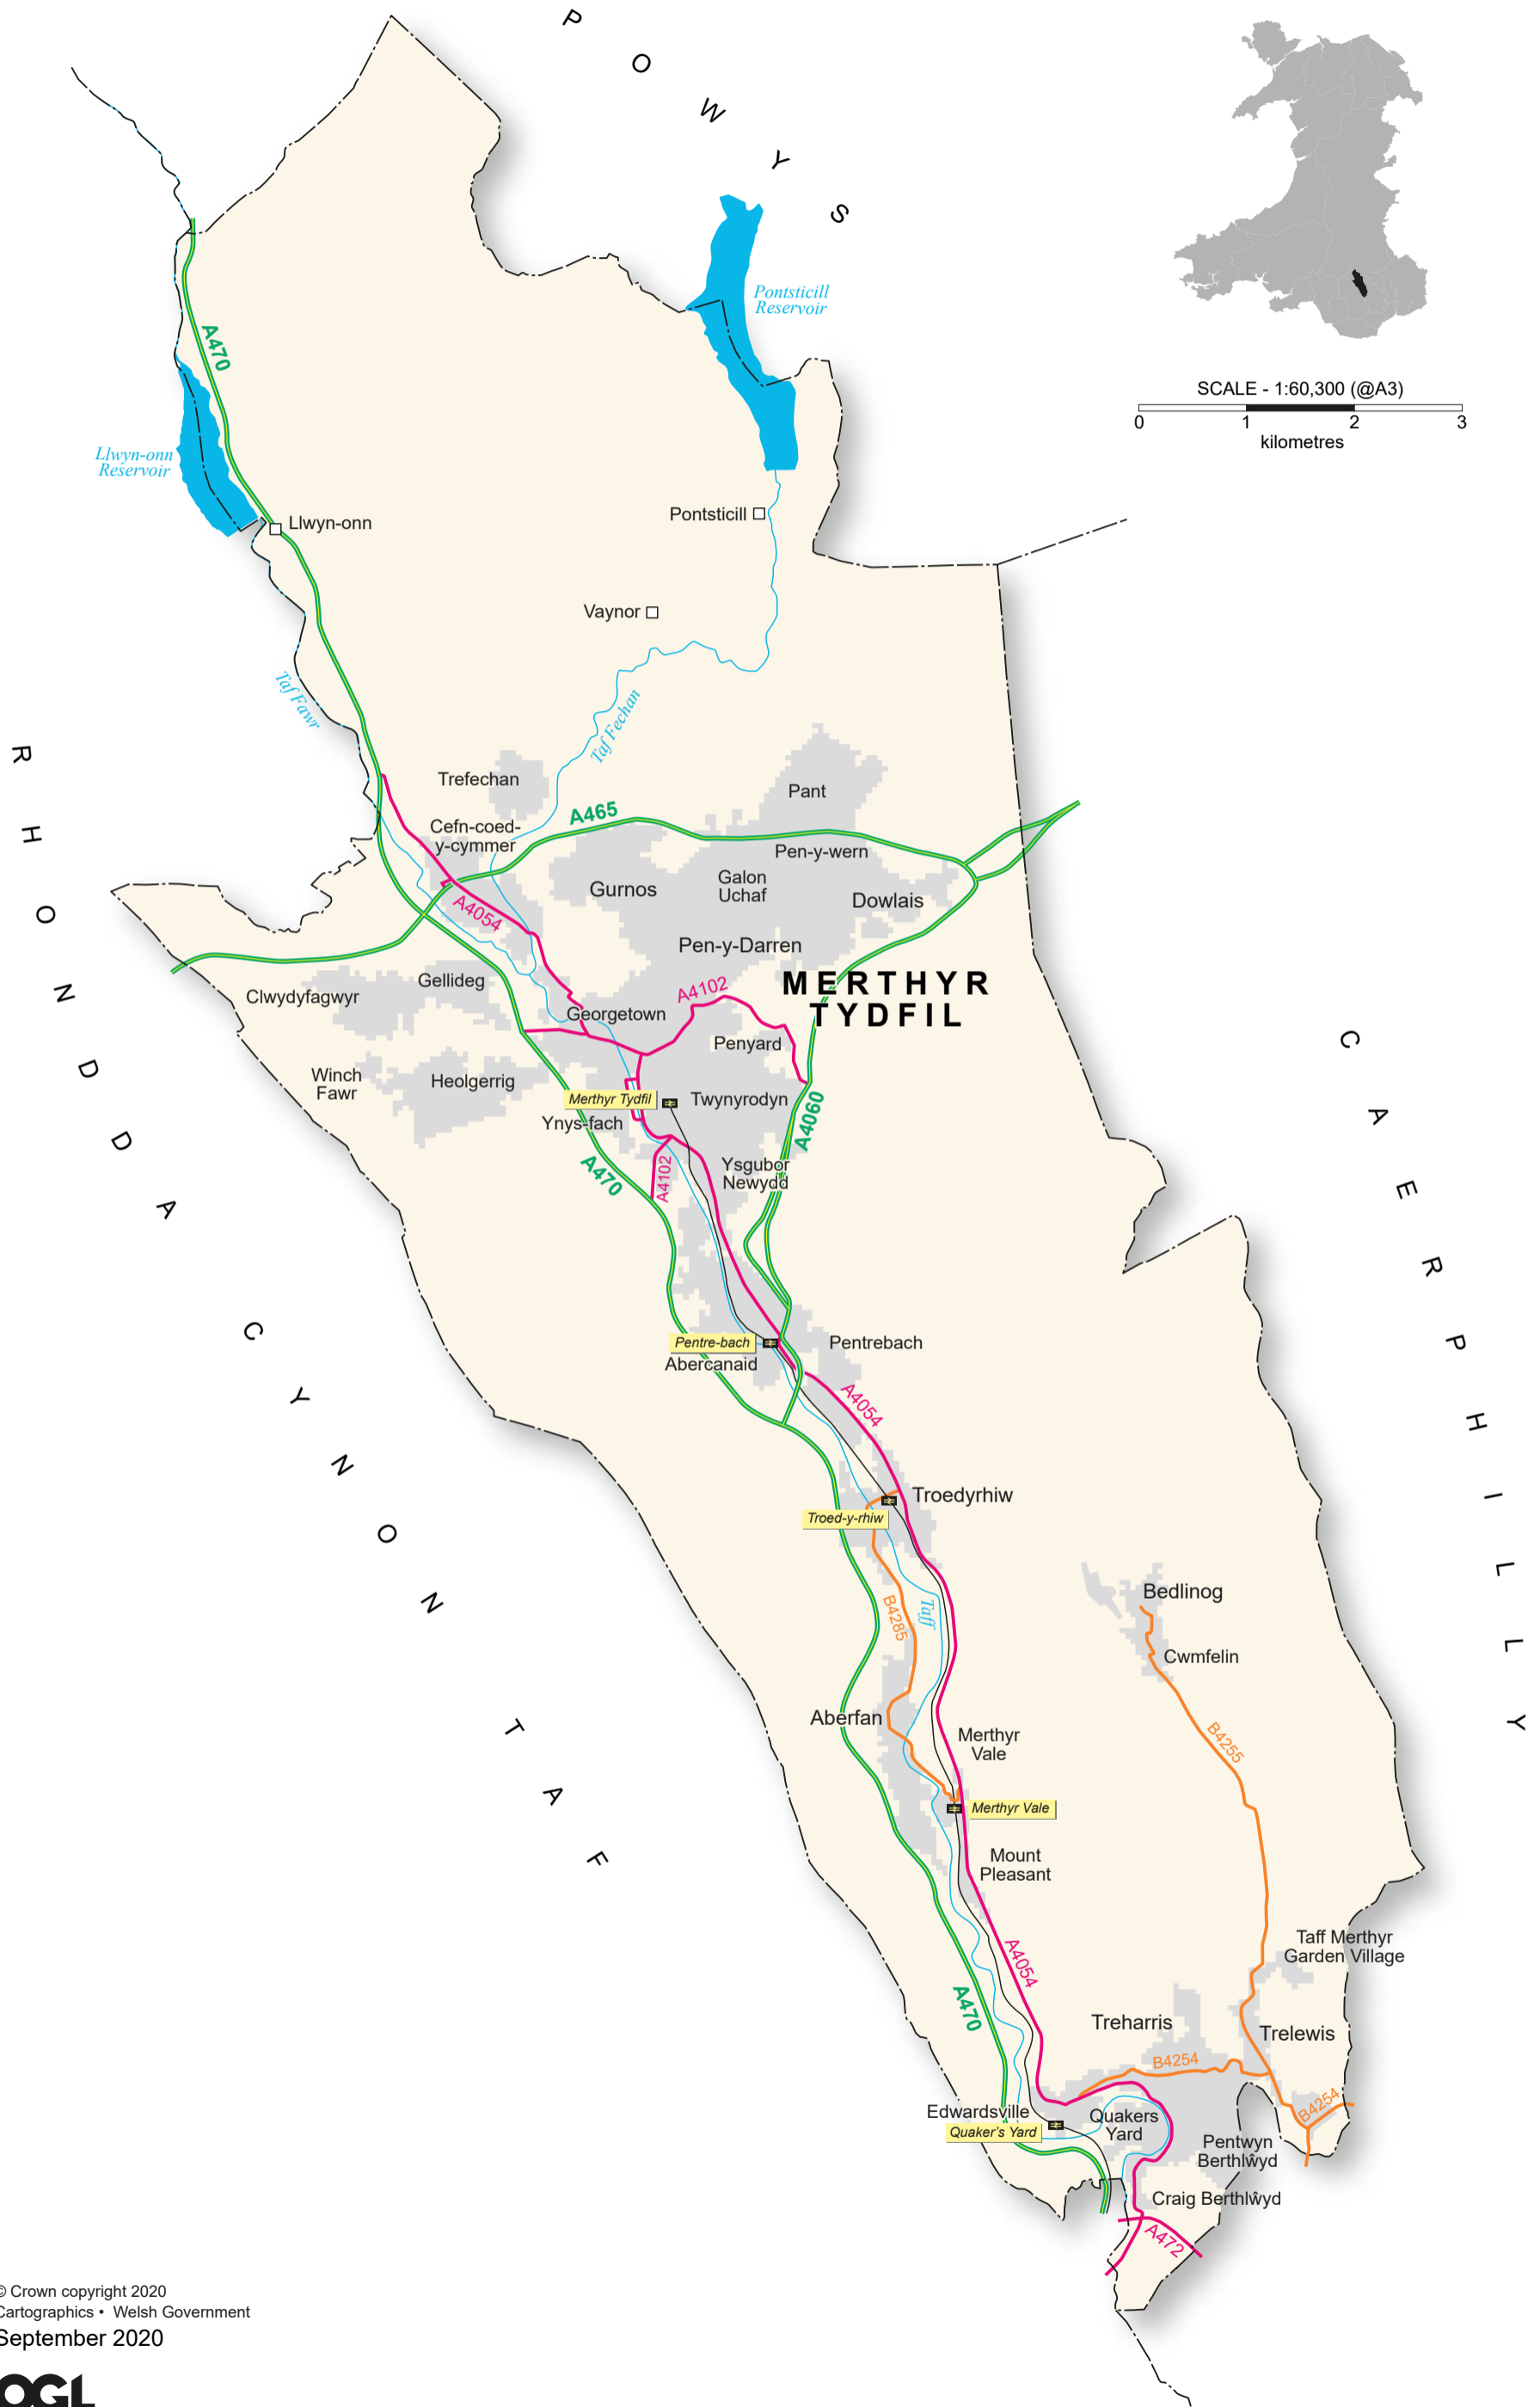 POWYS
Pontsticill
Reservoir
SCALE - 1:60,300 (@A3)
0 1 2 3
kilometres
A470
Llwyn-onn
Reservoir
Llwyn-onn
Pontsticill
Vaynor
Taf Fawr
Taf Fechan
RHONDDA CYNON TAF
Trefechan
Pant
A465
Cefn-coed-
y-cymmer
Pen-y-wern
Gurnos
Galon
Uchaf
Dowlais
A4054
Pen-y-Darren
MERTHYR
TYDFIL
Gellideg
Clwydyfagwyr
A4102
Georgetown
Penyard
CAERPHILLY
Winch
Fawr
Heolgerrig
Merthyr Tydfil
Twynyrodyn
A4060
Ynys-fach
A470
A4102
Ysgubor
Newydd
Pentre-bach
Pentrebach
Abercanaid
A4054
Troedyrhiw
Troed-y-rhiw
B4285
Taff
Bedlinog
Cwmfelin
Aberfan
Merthyr
Vale
B4255
Merthyr Vale
Mount
Pleasant
A4054
Taff Merthyr
Garden Village
A470
Treharris
Trelewis
B4254
B4254
Edwardsville
Quaker's Yard
Quakers
Yard
Pentwyn
Berthlŵyd
Craig Berthlŵyd
A472
© Crown copyright 2020
Cartographics • Welsh Government
September 2020
OGL